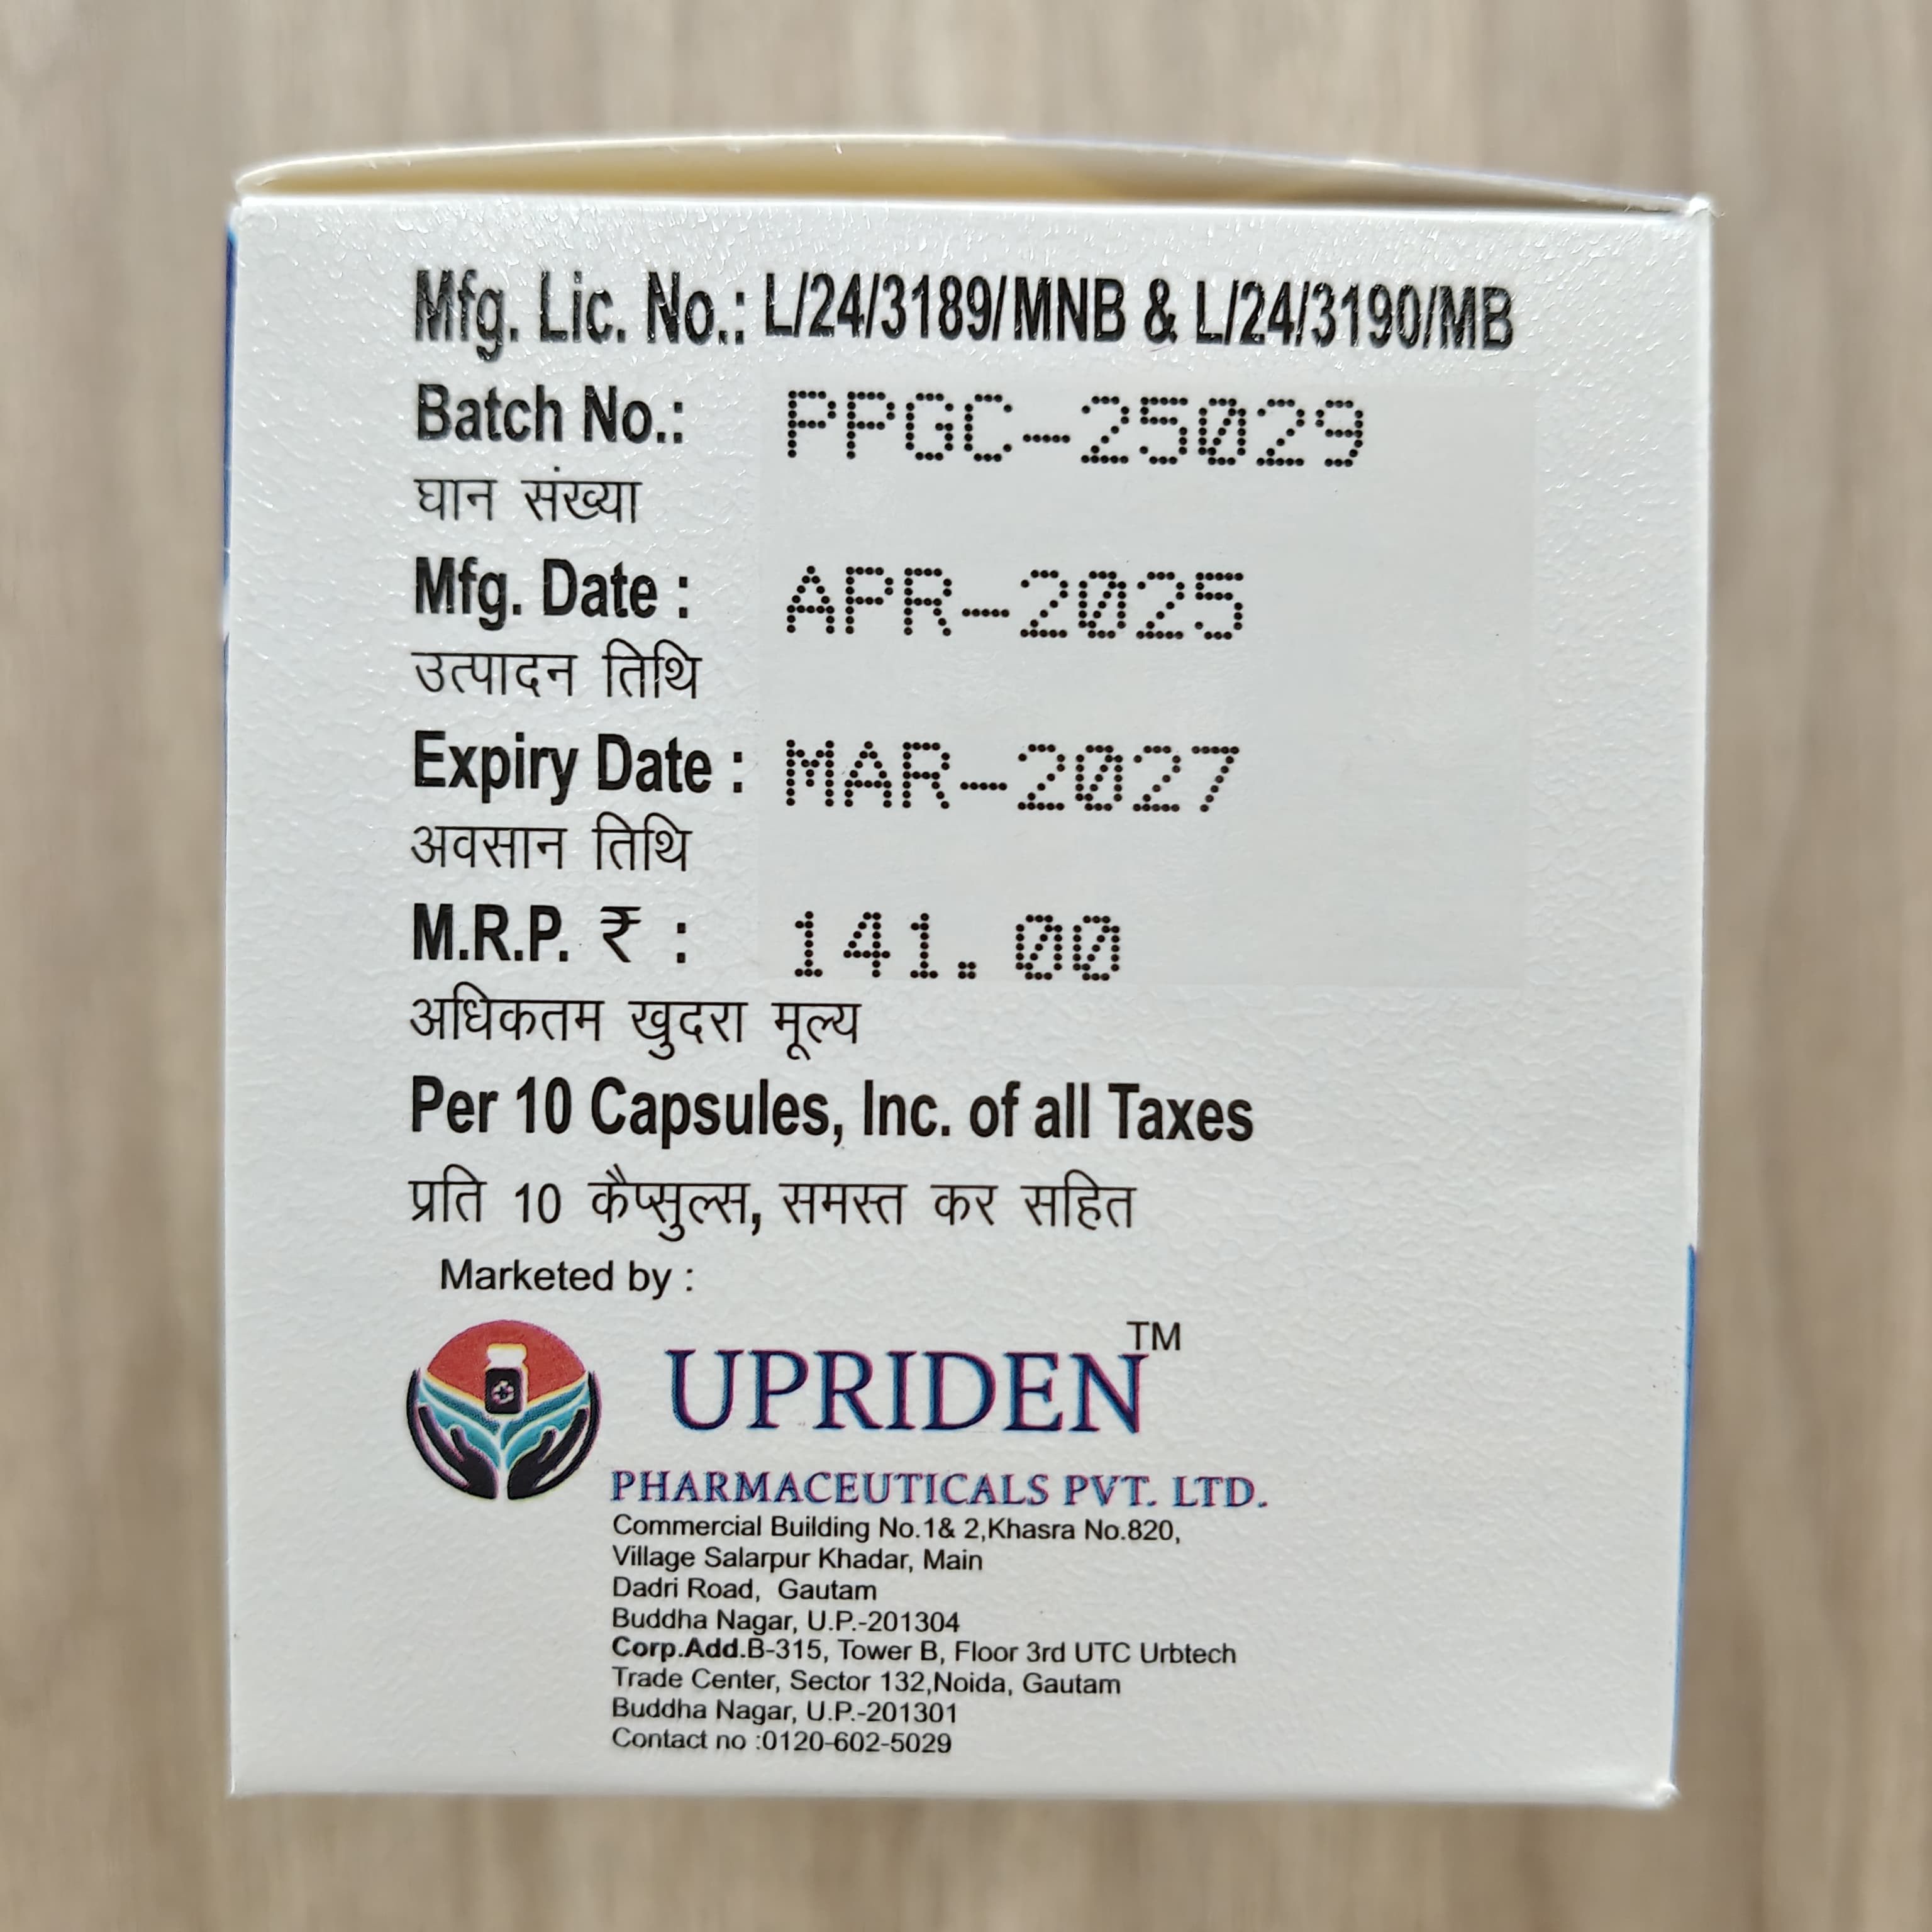 Mfg. Lic. No.: L/24/3189/MNB & L/24/3190/MB
Batch No.: PPGC-25029
घान संख्या
Mfg. Date : APR-2025
उत्पादन तिथि
Expiry Date : MAR-2027
अवसान तिथि
M.R.P. ₹ : 141.00
अधिकतम खुदरा मूल्य
Per 10 Capsules, Inc. of all Taxes
प्रति 10 कैप्सुल्स, समस्त कर सहित
Marketed by :
UPRIDEN™
PHARMACEUTICALS PVT. LTD.
Commercial Building No.1& 2,Khasra No.820,
Village Salarpur Khadar, Main
Dadri Road, Gautam
Buddha Nagar, U.P.-201304
Corp.Add.B-315, Tower B, Floor 3rd UTC Urbtech
Trade Center, Sector 132,Noida, Gautam
Buddha Nagar, U.P.-201301
Contact no :0120-602-5029